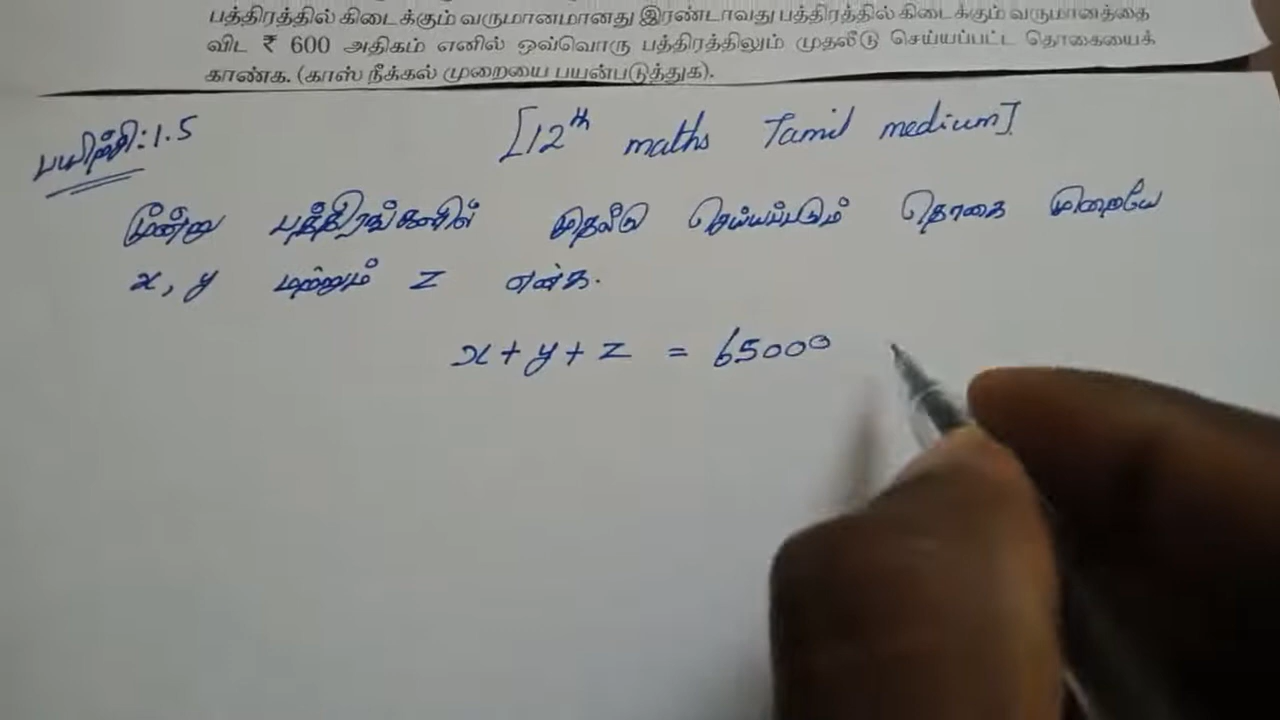 பத்திரத்தில் கிடைக்கும் வருமானமானது இரண்டாவது பத்திரத்தில் கிடைக்கும் வருமானத்தை
விட ₹ 600 அதிகம் எனில் ஒவ்வொரு பத்திரத்திலும் முதலீடு செய்யப்பட்ட தொகையைக்
காண்க. (காஸ் நீக்கல் முறையை பயன்படுத்துக).
[12th maths Tamil medium]
பயிற்சி: 1.5
மூன்று பத்திரங்களில் முதலீடு செய்யப்படும் தொகை முறையே
x, y மற்றும் z என்க.
x + y + z = 65000